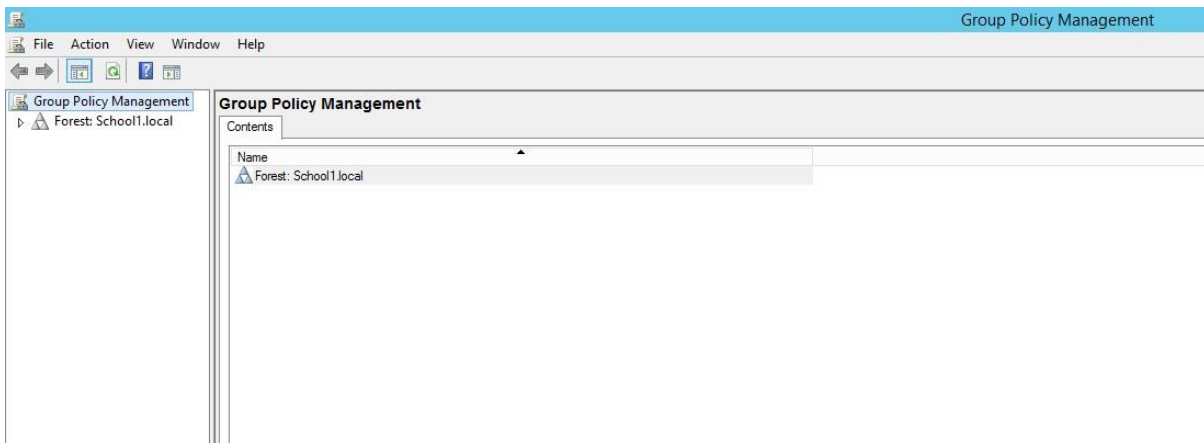 Group Policy Management
File Action View Window Help
Group Policy Management
Forest: School1.local
Group Policy Management
Contents
Name
Forest: School1.local